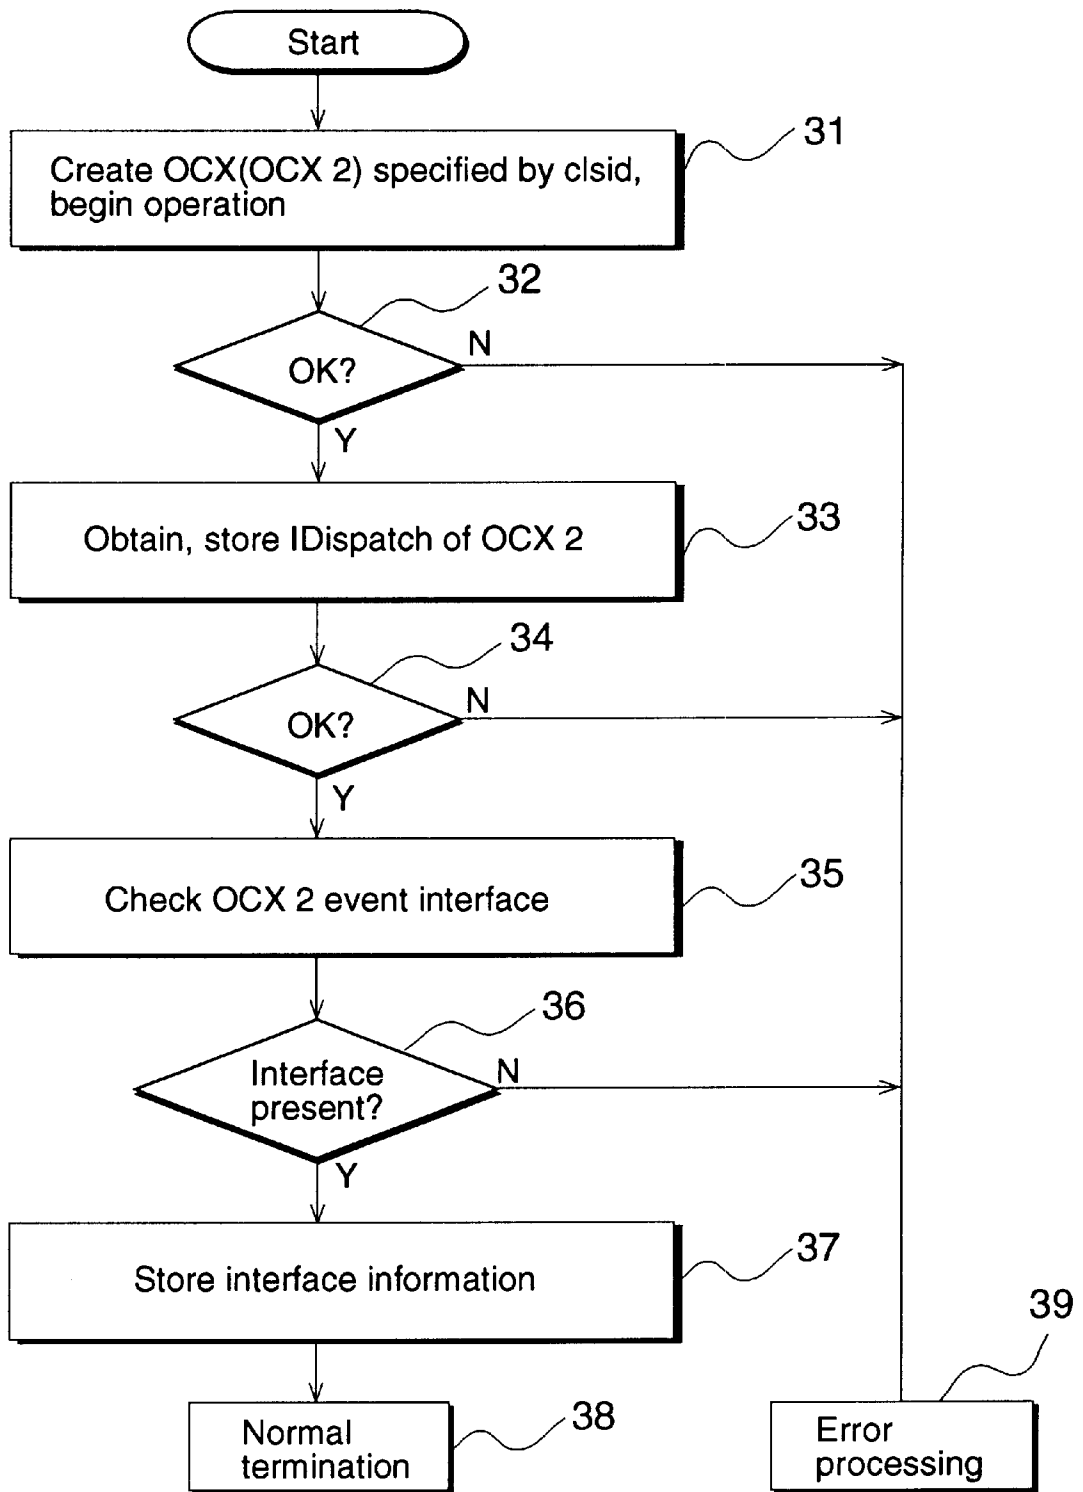 Start
31
Create OCX(OCX 2) specified by clsid,
begin operation
32
OK?
N
Y
33
Obtain, store IDispatch of OCX 2
34
OK?
N
Y
35
Check OCX 2 event interface
36
Interface
present?
N
Y
37
Store interface information
38
Normal
termination
39
Error
processing